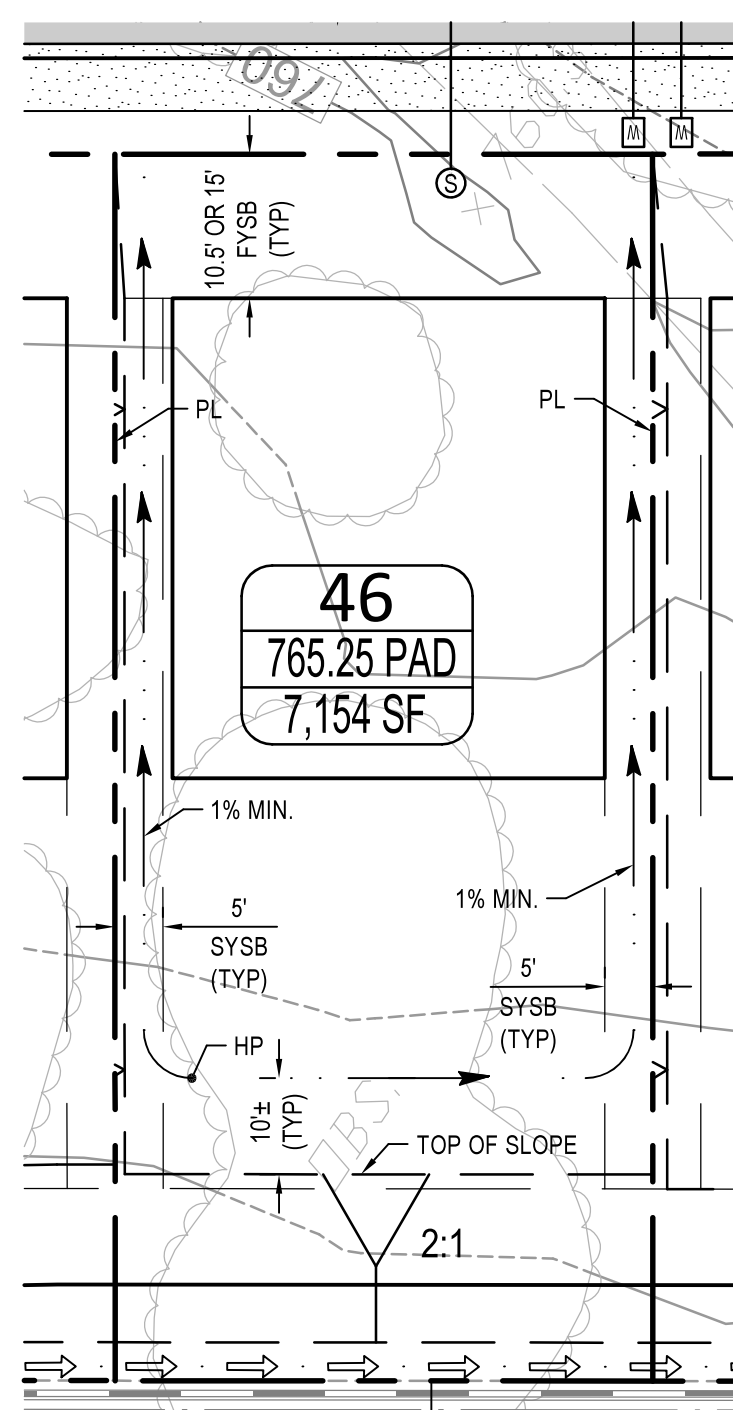 760
10.5' OR 15'
FYSB
(TYP)
S
W
W
PL
PL
46
765.25 PAD
7,154 SF
1% MIN.
1% MIN.
5'
SYSB
(TYP)
5'
SYSB
(TYP)
HP
10'±
(TYP)
TOP OF SLOPE
2:1